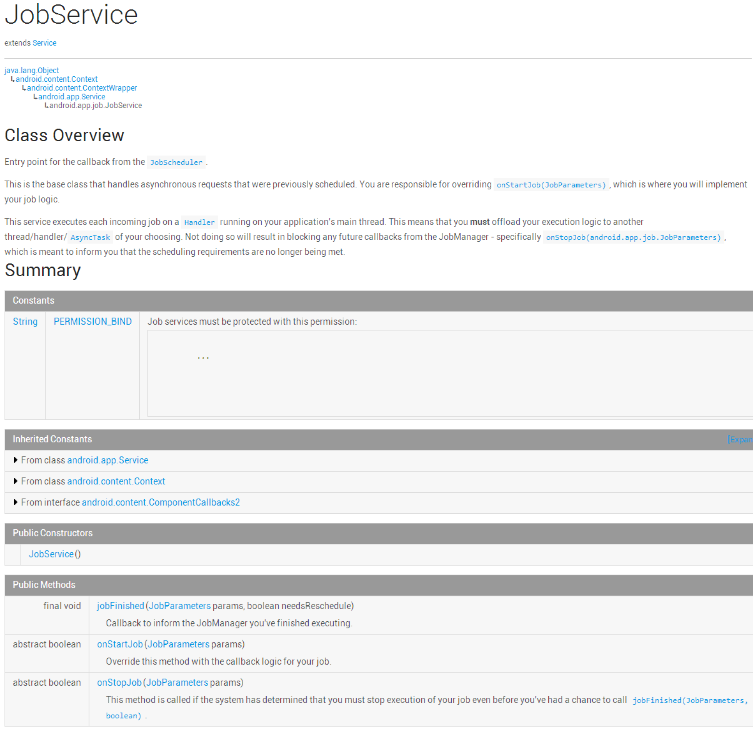 JobService
extends Service
java.lang.Object
↳android.content.Context
↳android.content.ContextWrapper
↳android.app.Service
↳android.app.job.JobService
Class Overview
Entry point for the callback from the JobScheduler.
This is the base class that handles asynchronous requests that were previously scheduled. You are responsible for overriding onStartJob(JobParameters), which is where you will implement
your job logic.
This service executes each incoming job on a Handler running on your application's main thread. This means that you must offload your execution logic to another
thread/handler/AsyncTask of your choosing. Not doing so will result in blocking any future callbacks from the JobManager - specifically onStopJob(android.app.job.JobParameters),
which is meant to inform you that the scheduling requirements are no longer being met.
Summary
Constants
String PERMISSION_BIND Job services must be protected with this permission:
...
Inherited Constants [Expan
From class android.app.Service
From class android.content.Context
From interface android.content.ComponentCallbacks2
Public Constructors
JobService()
Public Methods
final void jobFinished(JobParameters params, boolean needsReschedule)
Callback to inform the JobManager you've finished executing.
abstract boolean onStartJob(JobParameters params)
Override this method with the callback logic for your job.
abstract boolean onStopJob(JobParameters params)
This method is called if the system has determined that you must stop execution of your job even before you've had a chance to call jobFinished(JobParameters,
boolean).